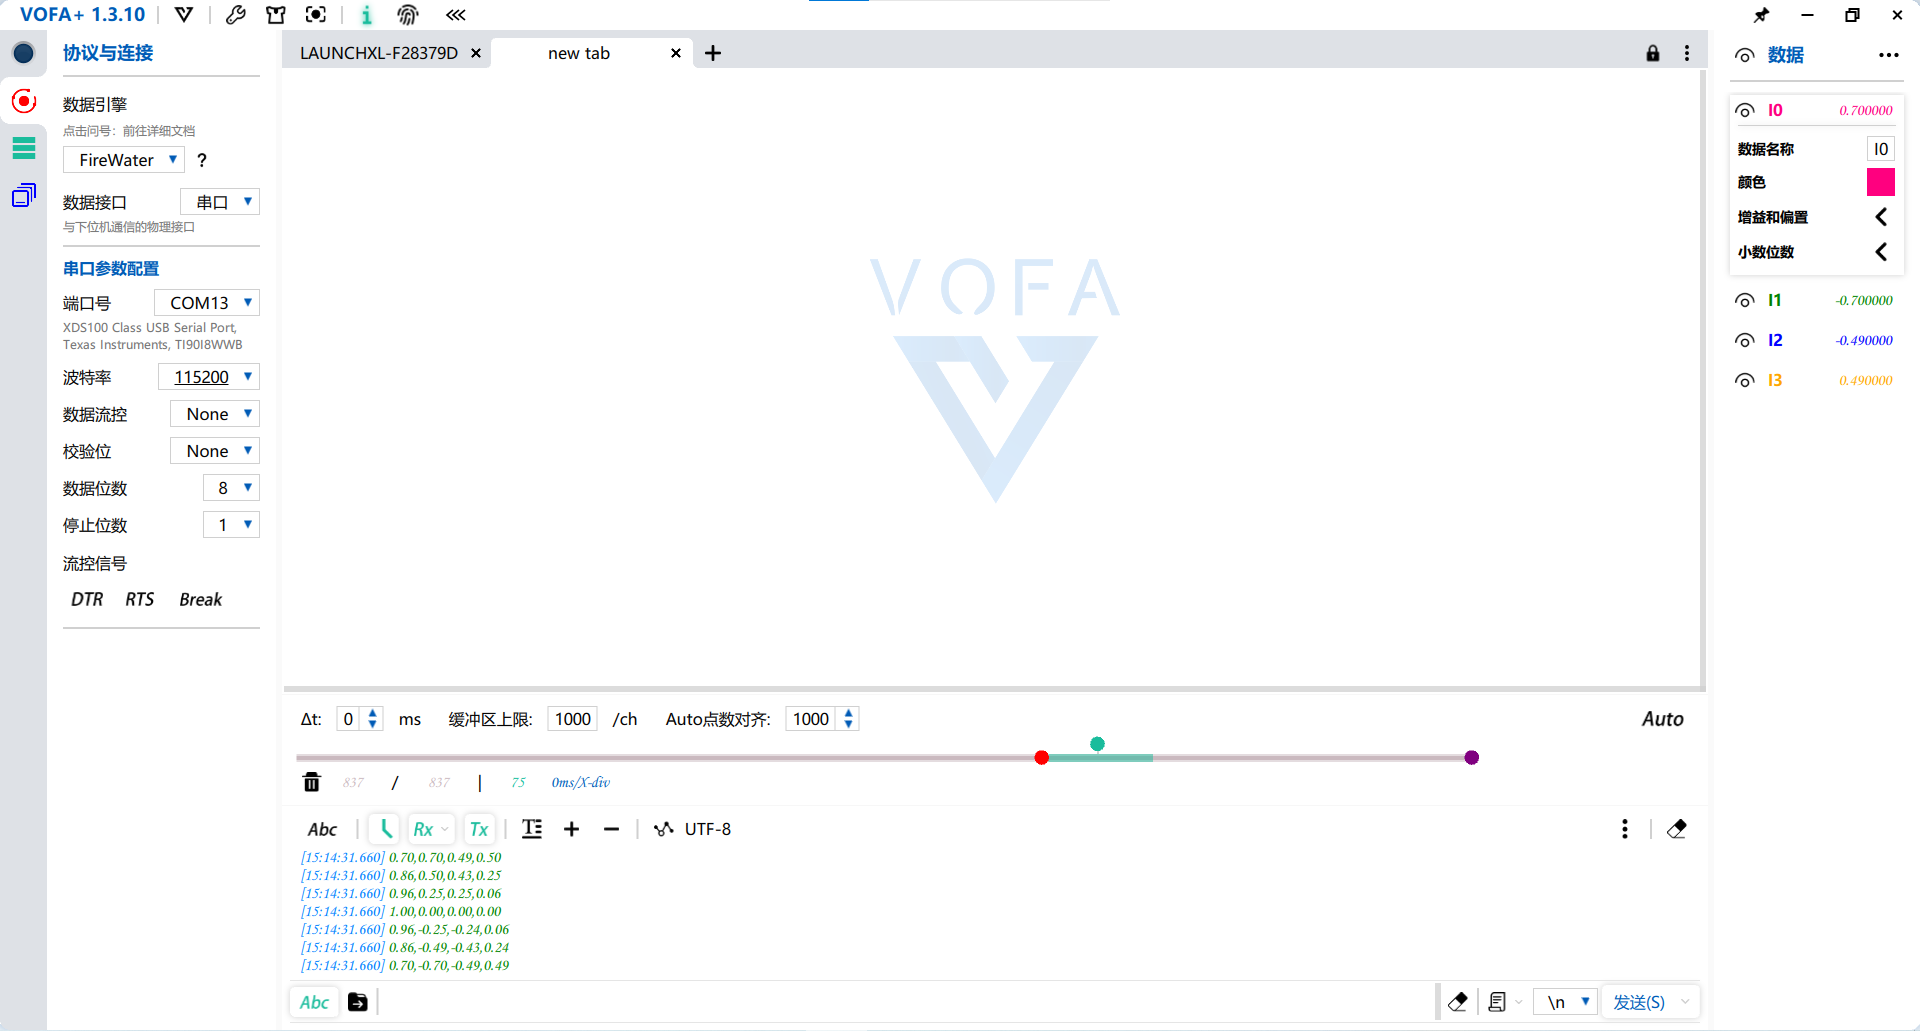 VOFA+ 1.3.10
协议与连接
数据引擎
点击问号：前往详细文档
FireWater ?
数据接口 串口
与下位机通信的物理接口
串口参数配置
端口号 COM13
XDS100 Class USB Serial Port,
Texas Instruments, TI90I8WWB
波特率 115200
数据流控 None
校验位 None
数据位数 8
停止位数 1
流控信号
DTR RTS Break
LAUNCHXL-F28379D new tab
VOFA
Δt: 0 ms 缓冲区上限: 1000 /ch Auto点数对齐: 1000 Auto
837 / 837 | 75 0ms/X-div
Abc Rx Tx UTF-8
[15:14:31.660] 0.70,0.70,0.49,0.50
[15:14:31.660] 0.86,0.50,0.43,0.25
[15:14:31.660] 0.96,0.25,0.25,0.06
[15:14:31.660] 1.00,0.00,0.00,0.00
[15:14:31.660] 0.96,-0.25,-0.24,0.06
[15:14:31.660] 0.86,-0.49,-0.43,0.24
[15:14:31.660] 0.70,-0.70,-0.49,0.49
Abc \n 发送(S)
数据
I0 0.700000
数据名称 I0
颜色
增益和偏置
小数位数
I1 -0.700000
I2 -0.490000
I3 0.490000